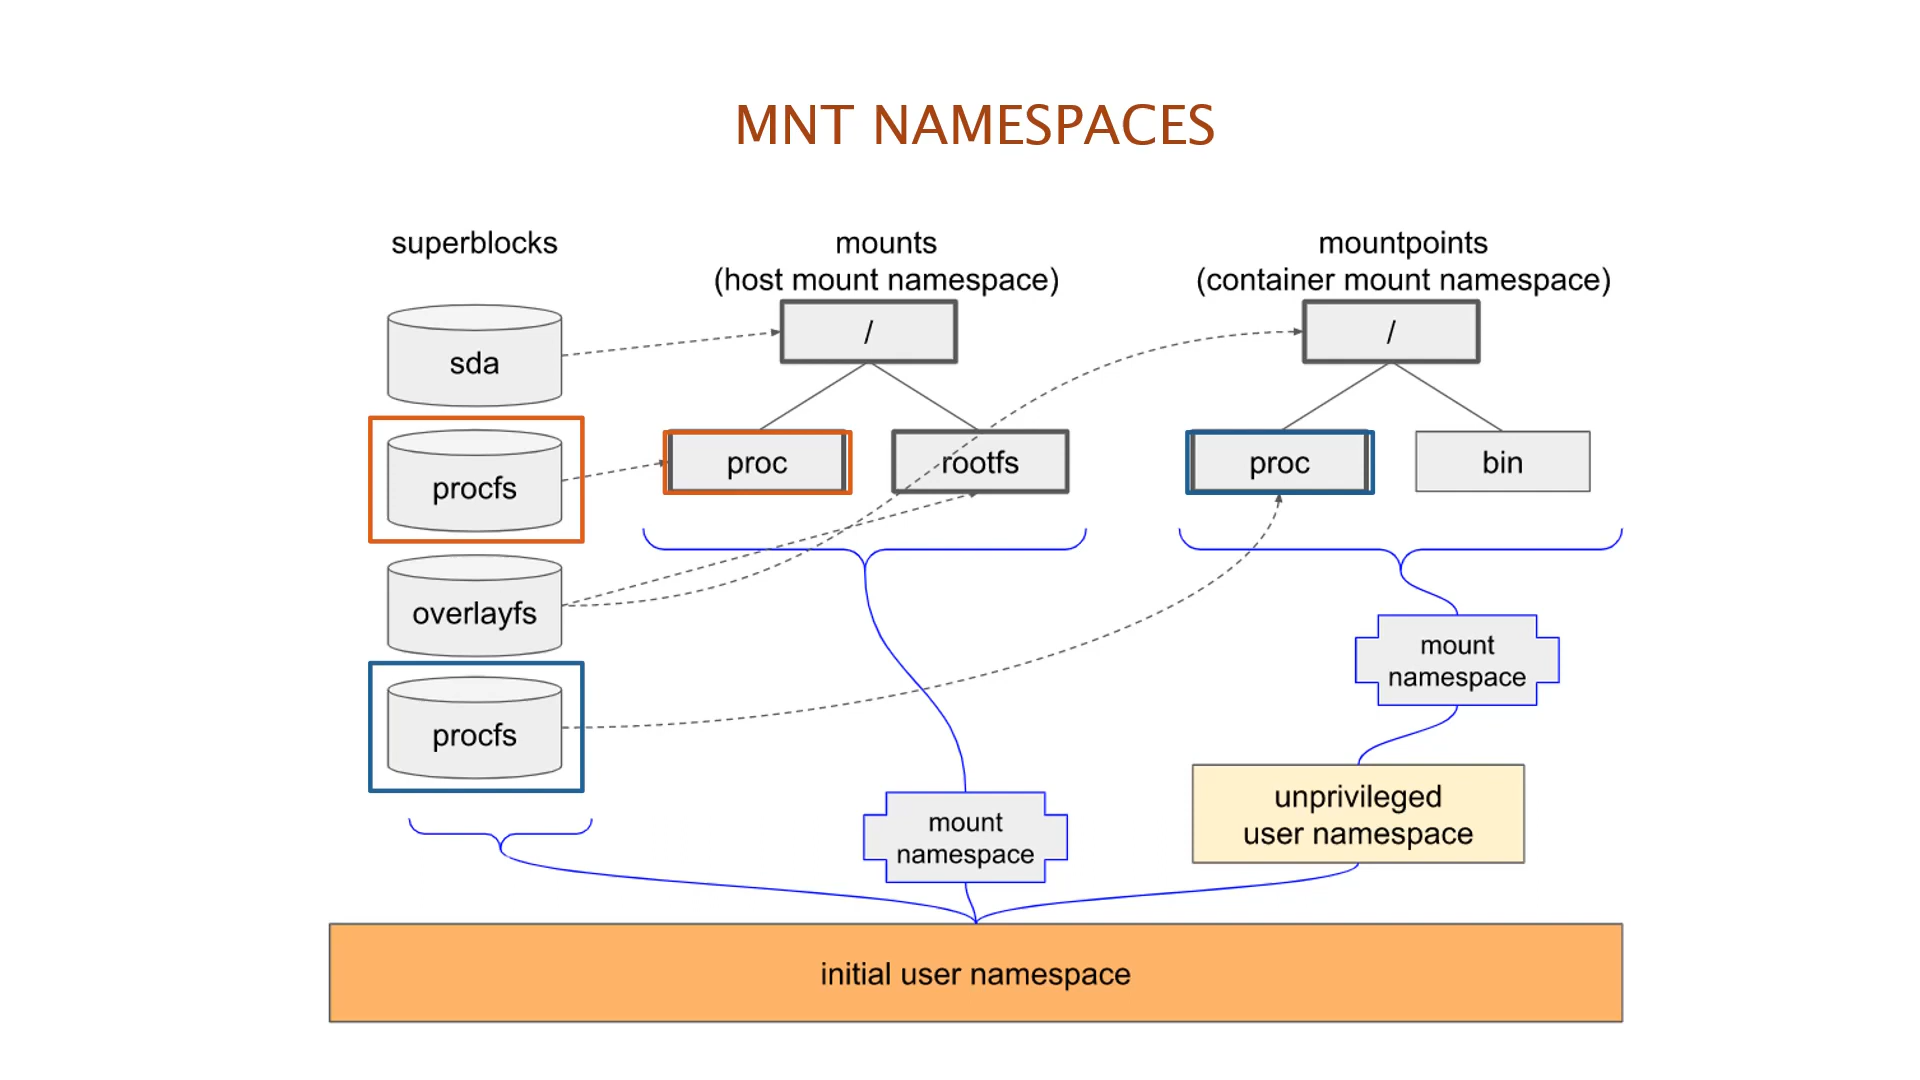 MNT NAMESPACES
superblocks
mounts
(host mount namespace)
mountpoints
(container mount namespace)
sda
/
/
procfs
proc
rootfs
proc
bin
overlayfs
mount
namespace
procfs
mount
namespace
unprivileged
user namespace
initial user namespace